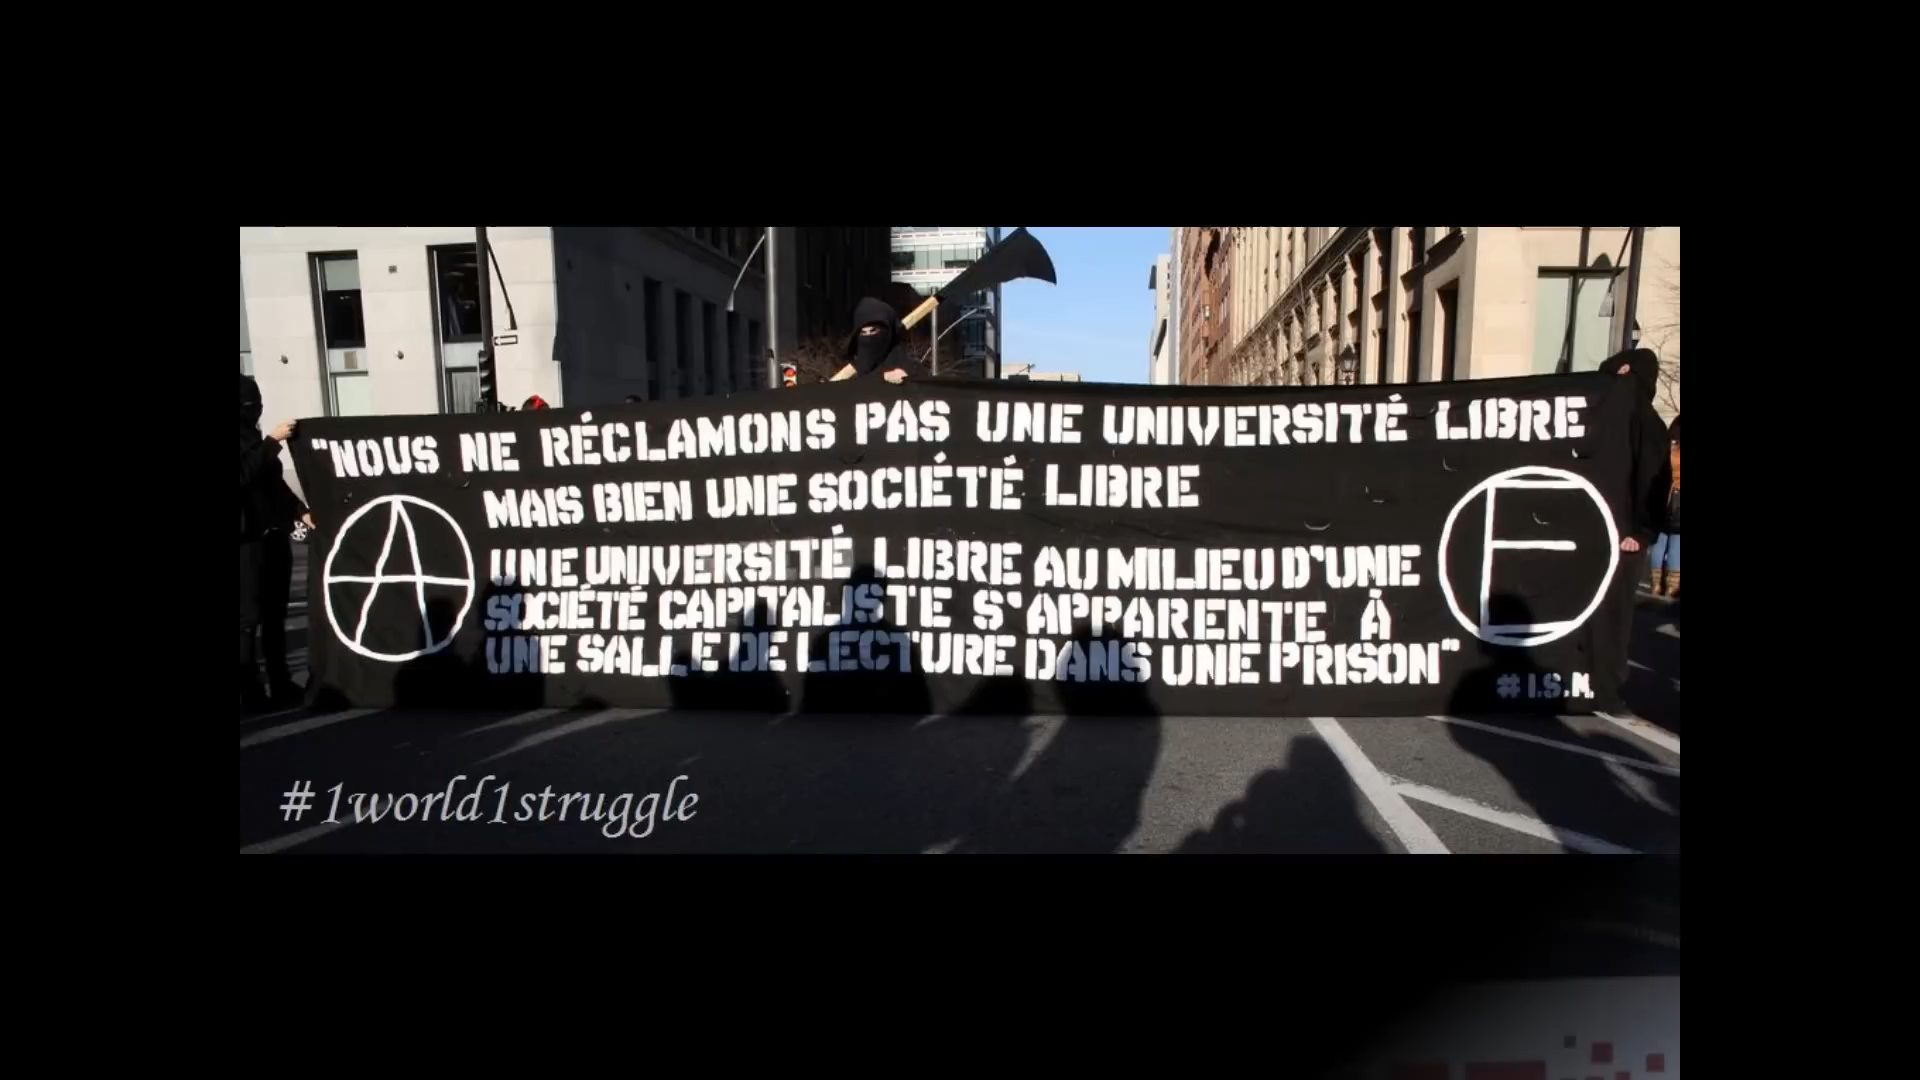 "NOUS NE RÉCLAMONS PAS UNE UNIVERSITÉ LIBRE
MAIS BIEN UNE SOCIÉTÉ LIBRE
UNE UNIVERSITÉ LIBRE AU MILIEU D'UNE
SOCIÉTÉ CAPITALISTE S'APPARENTE À
UNE SALLE DE LECTURE DANS UNE PRISON"
A
E
# I.S.M.
#1world1struggle